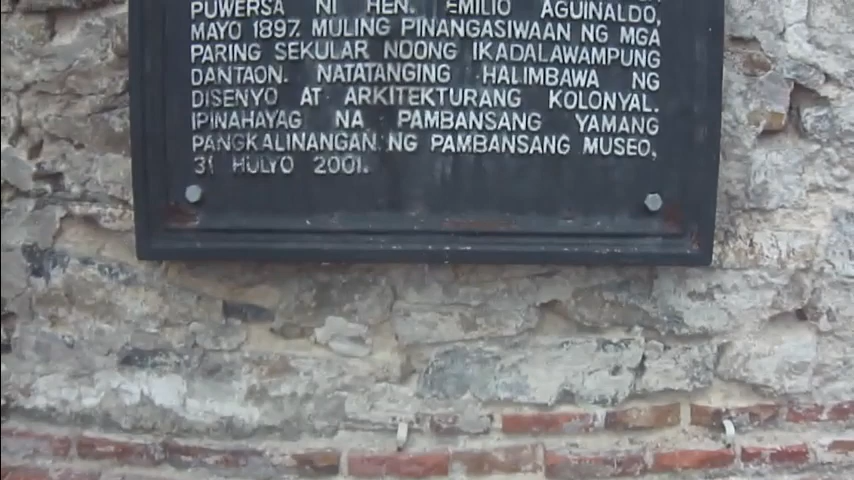 PUWERSA NI HEN. EMILIO AGUINALDO,
MAYO 1897. MULING PINANGASIWAAN NG MGA
PARING SEKULAR NOONG IKADALAWAMPUNG
DANTAON. NATATANGING HALIMBAWA NG
DISENYO AT ARKITEKTURANG KOLONYAL.
IPINAHAYAG NA PAMBANSANG YAMANG
PANGKALINANGAN NG PAMBANSANG MUSEO,
31 HULYO 2001.